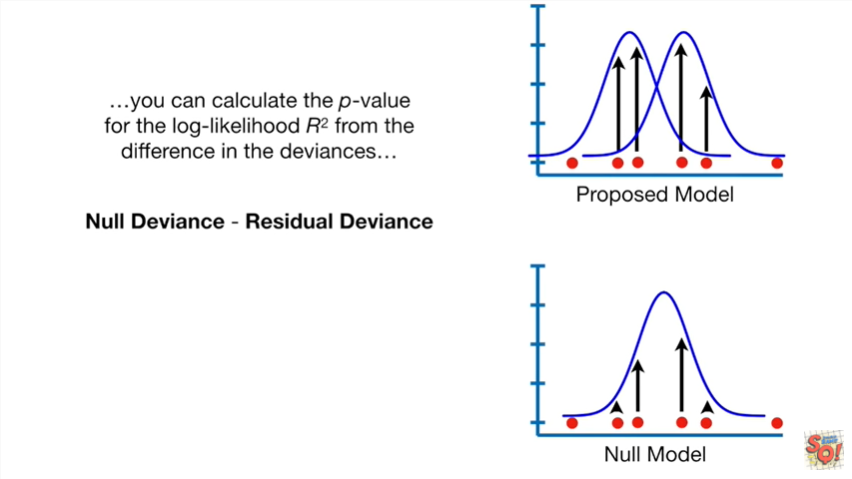 …you can calculate the p-value
for the log-likelihood R² from the
difference in the deviances…
Null Deviance - Residual Deviance
Proposed Model
Null Model
SQ!